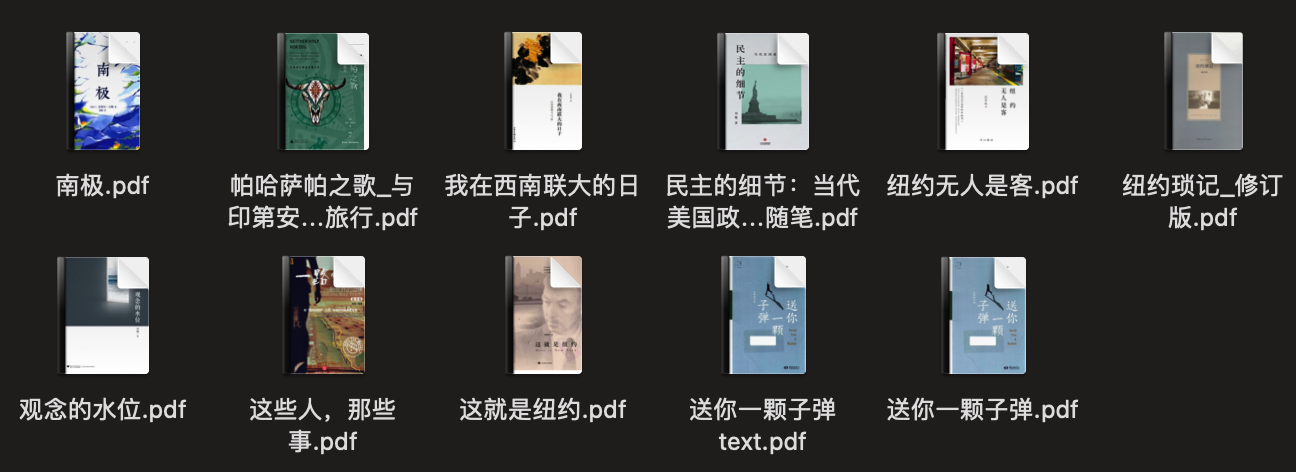 南极
民主的细节
我在西南联大的日子
纽约无人是客
南极.pdf
帕哈萨帕之歌_与
印第安...旅行.pdf
我在西南联大的日
子.pdf
民主的细节：当代
美国政...随笔.pdf
纽约无人是客.pdf
纽约琐记_修订
版.pdf
观念的水位
一路
这就是纽约
送你一颗子弹
送你一颗子弹
观念的水位.pdf
这些人，那些
事.pdf
这就是纽约.pdf
送你一颗子弹
text.pdf
送你一颗子弹.pdf